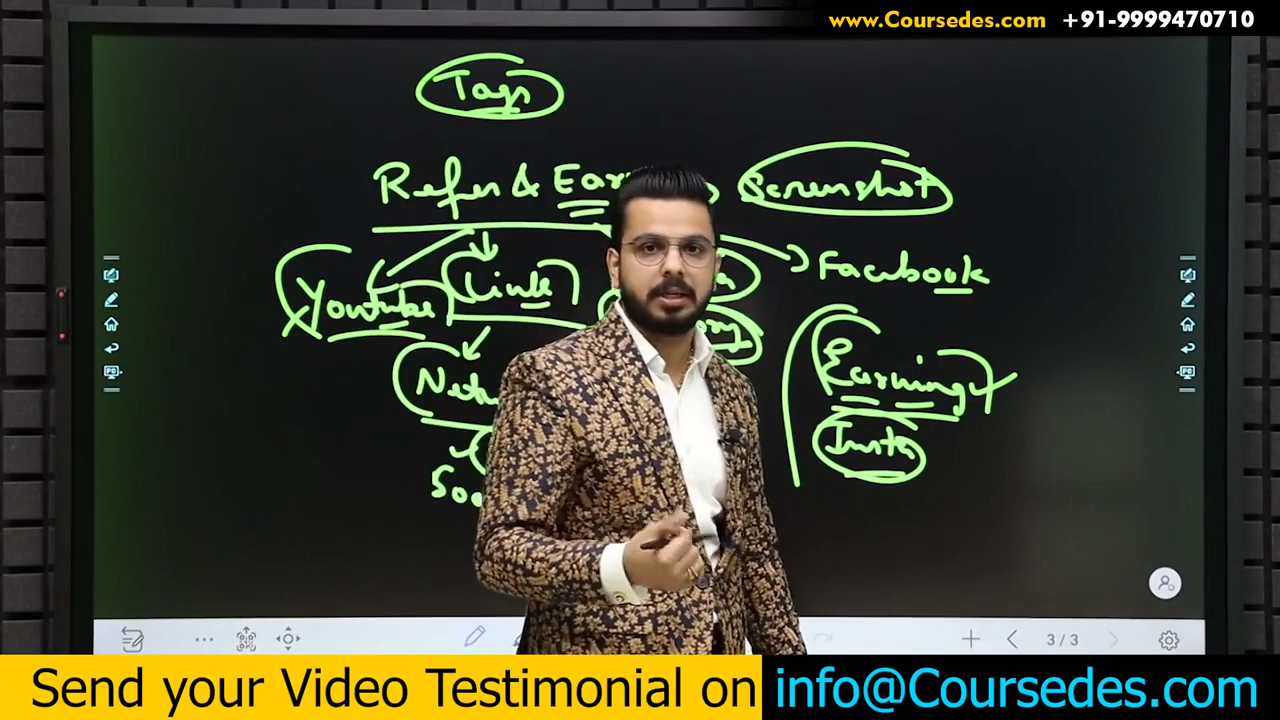 www.Coursedes.com +91-9999470710
Tags
Refer & Screenshot
Youtube Link Facebook
Earning
Insta
3/3
Send your Video Testimonial on info@Coursedes.com